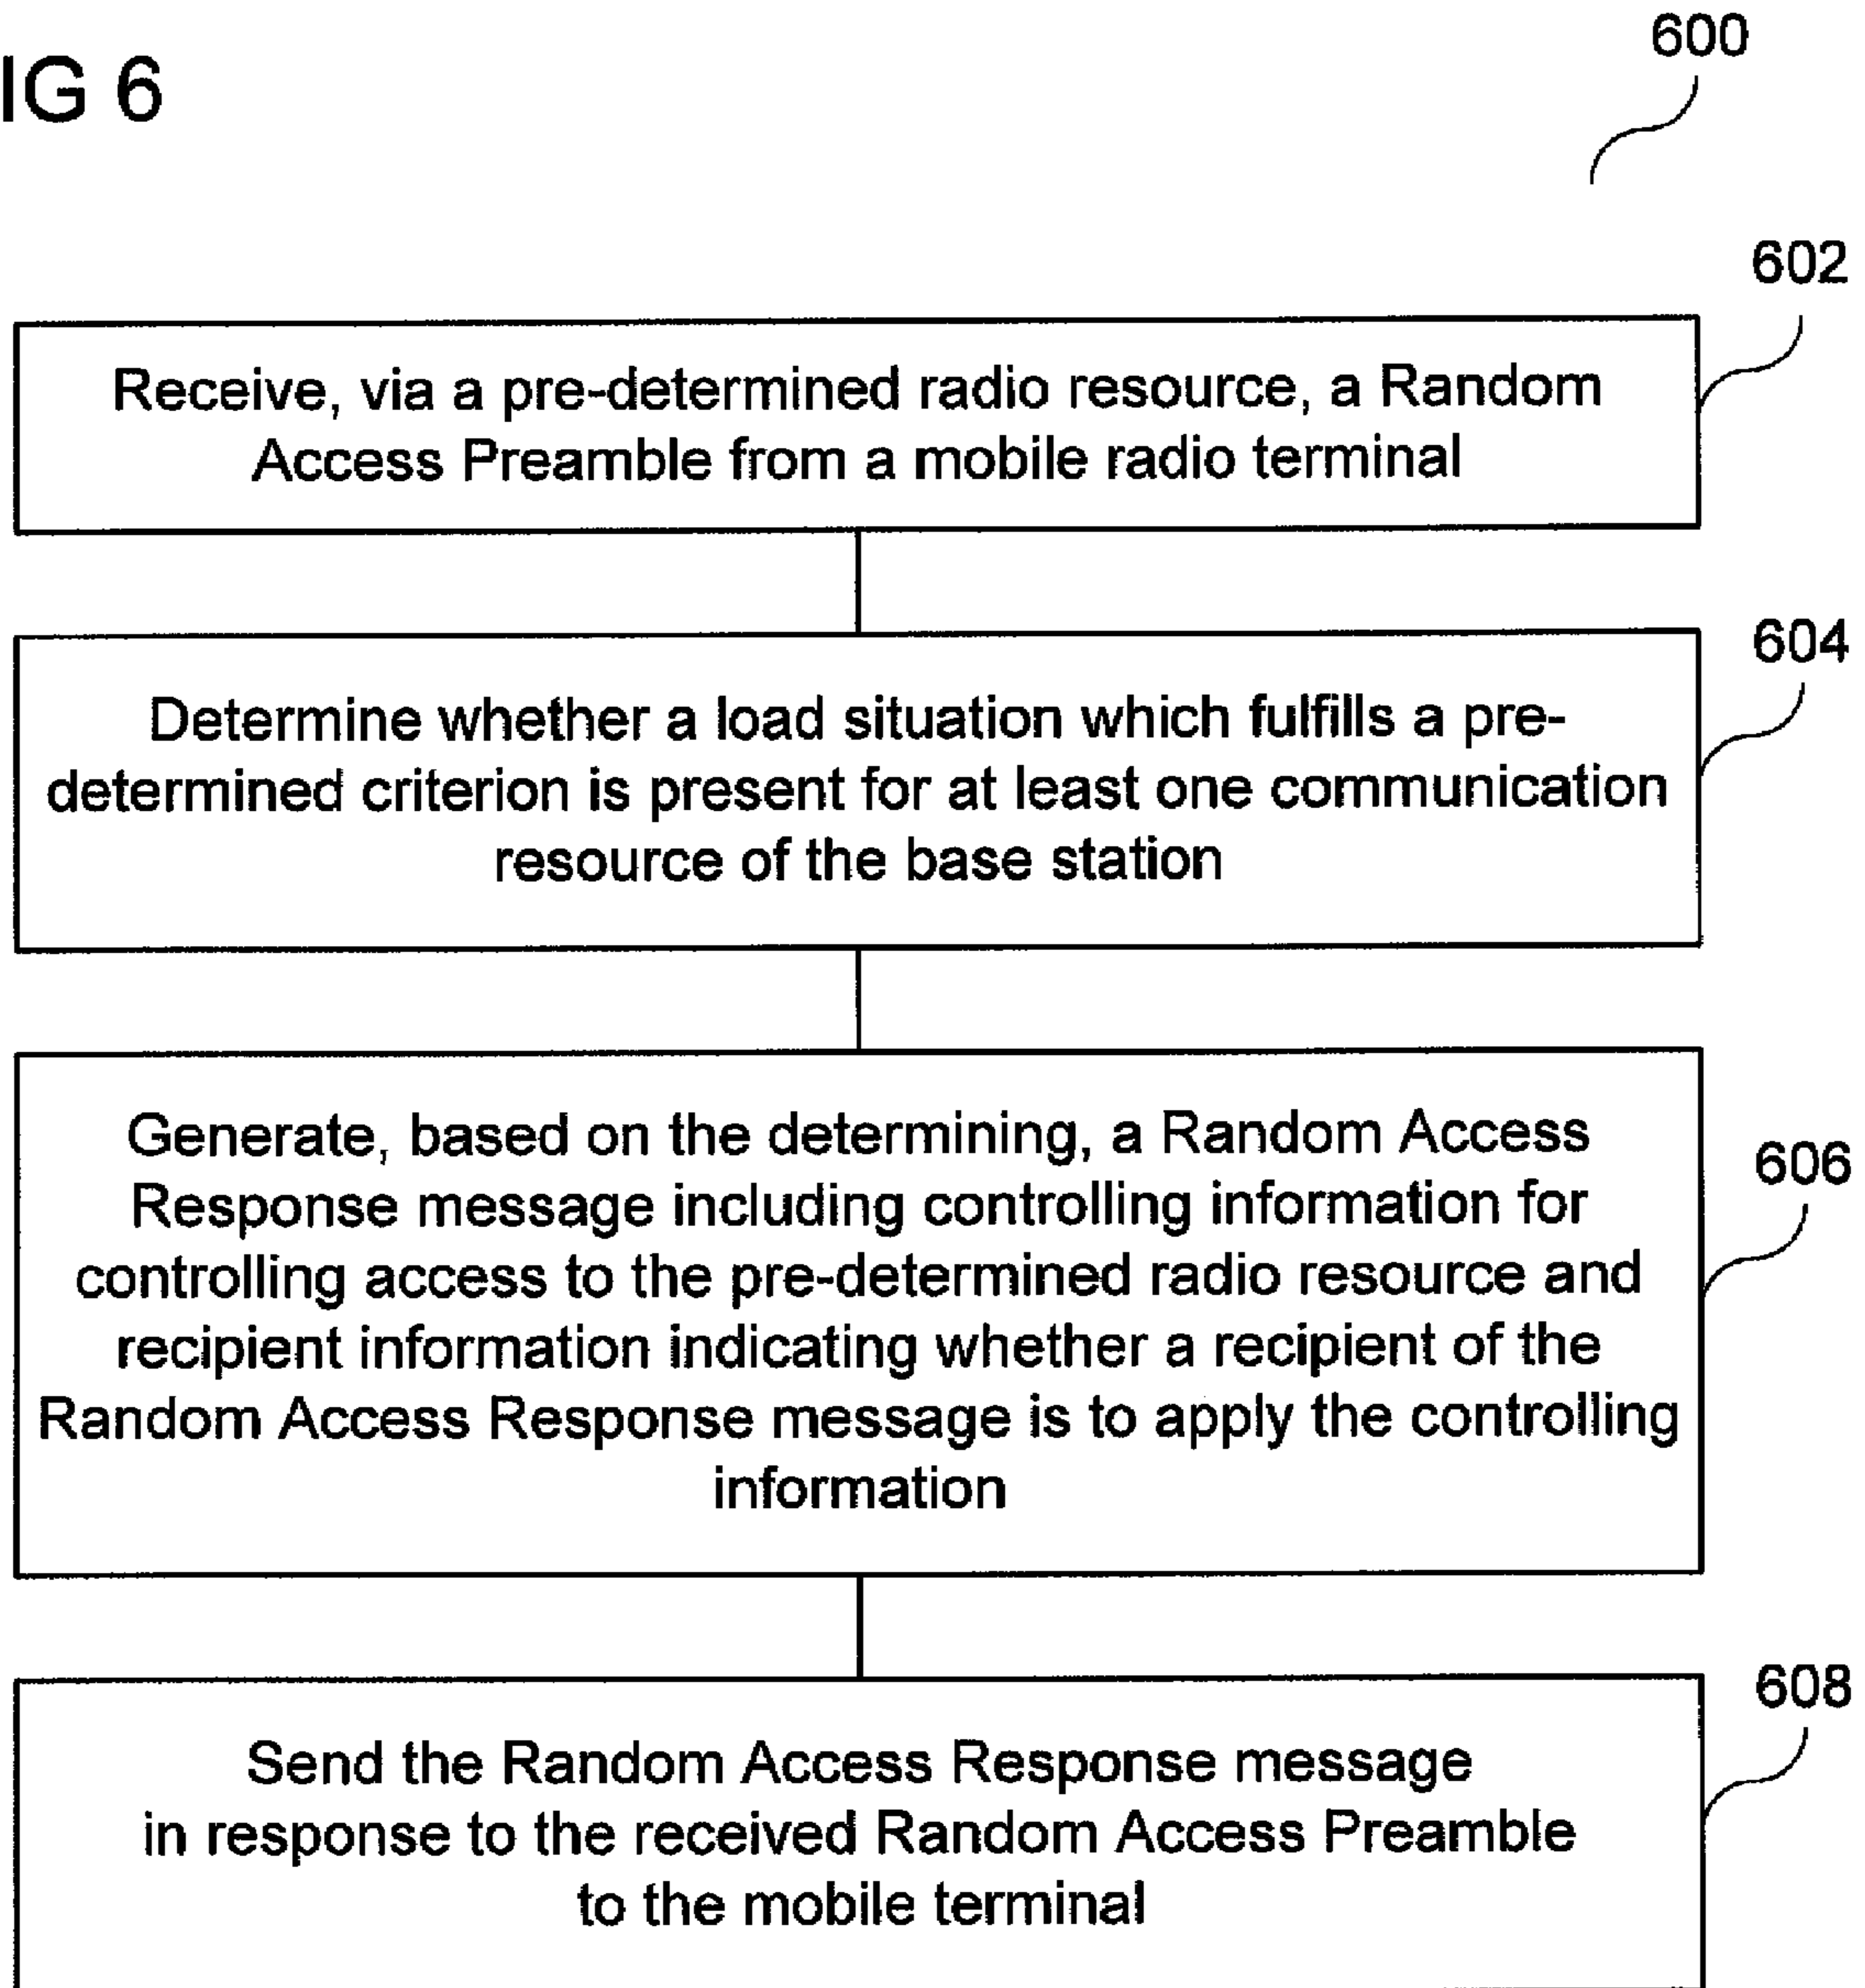 IG 6
600
602
Receive, via a pre-determined radio resource, a Random
Access Preamble from a mobile radio terminal
604
Determine whether a load situation which fulfills a pre-
determined criterion is present for at least one communication
resource of the base station
606
Generate, based on the determining, a Random Access
Response message including controlling information for
controlling access to the pre-determined radio resource and
recipient information indicating whether a recipient of the
Random Access Response message is to apply the controlling
information
608
Send the Random Access Response message
in response to the received Random Access Preamble
to the mobile terminal